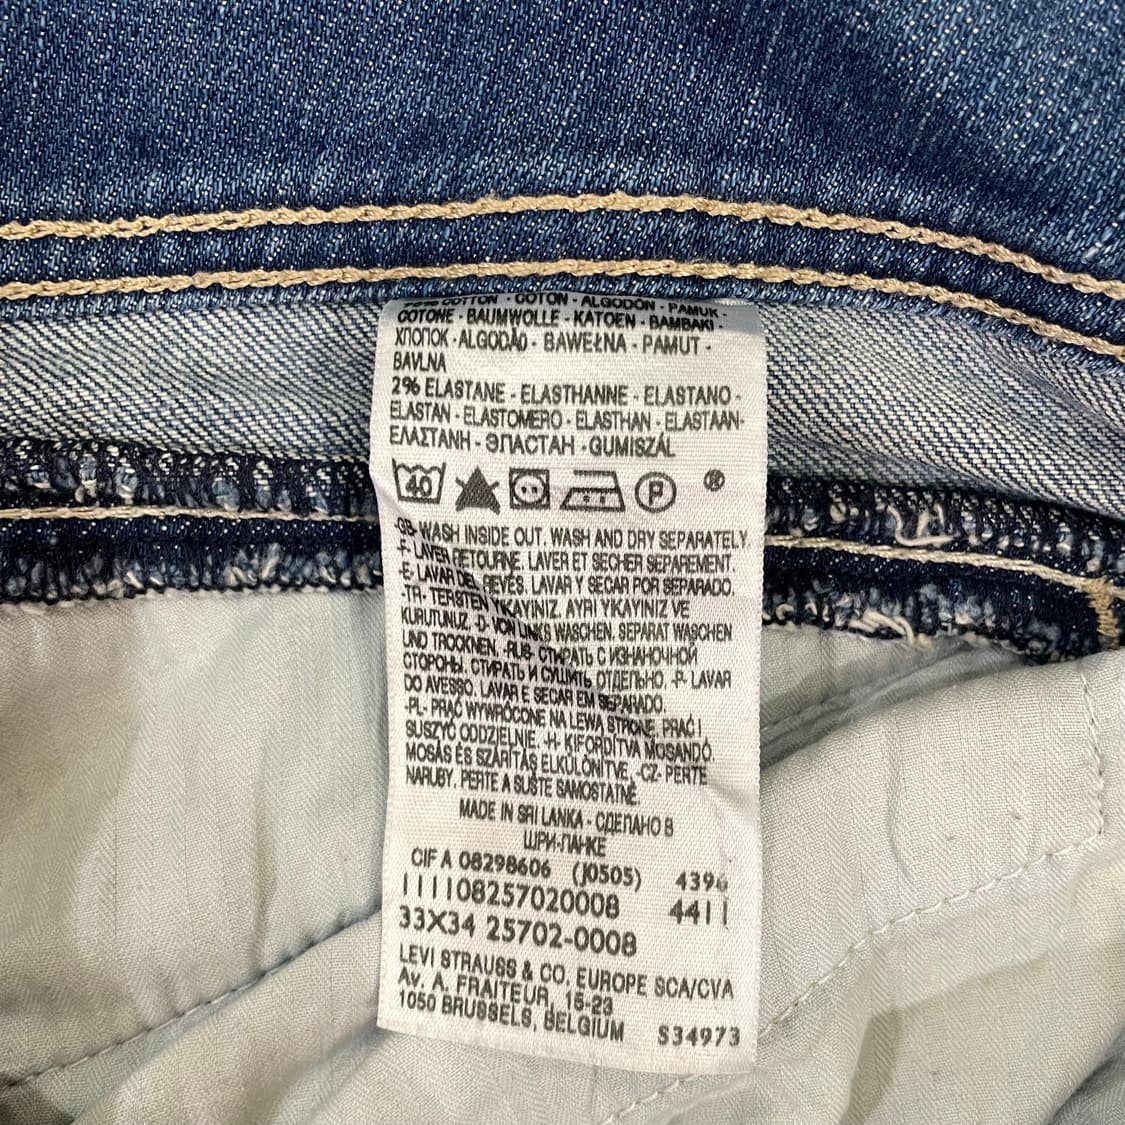 COTTON - COTON - ALGODÓN - PAMUK -
COTONE - BAUMWOLLE - KATOEN - BAMBAKI -
ХЛОПОК - ALGODÃO - BAWEŁNA - PAMUT -
BAVLNA
2% ELASTANE - ELASTHANNE - ELASTANO -
ELASTAN - ELASTOMERO - ELASTHAN - ELASTAAN-
ΕΛΑΣΤΑΝΗ - ЭЛАСТАН - GUMISZÁL
40 P ®
-GB- WASH INSIDE OUT. WASH AND DRY SEPARATELY.
-F- LAVER RETOURNE. LAVER ET SECHER SEPAREMENT.
-E- LAVAR DEL REVÉS. LAVAR Y SECAR POR SEPARADO.
-TR- TERSTEN YIKAYINIZ. AYRI YIKAYINIZ VE
KURUTUNUZ. -D- VON LINKS WASCHEN. SEPARAT WASCHEN
UND TROCKNEN. -RUS- СТИРАТЬ С ИЗНАНОЧНОЙ
СТОРОНЫ. СТИРАТЬ И СУШИТЬ ОТДЕЛЬНО. -P- LAVAR
DO AVESSO. LAVAR E SECAR EM SEPARADO.
-PL- PRAĆ WYWRÓCONE NA LEWĄ STRONĘ, PRAĆ I
SUSZYĆ ODDZIELNIE. -H- KIFORDÍTVA MOSANDÓ.
MOSÁS ÉS SZÁRÍTÁS ELKÜLÖNÍTVE. -CZ- PERTE
NARUBY. PERTE A SUŠTE SAMOSTATNĚ.
MADE IN SRI LANKA - СДЕЛАНО В
ШРИ-ЛАНКЕ
CIF A 08298606 (J0505) 4396
111108257020008 4411
33X34 25702-0008
LEVI STRAUSS & CO. EUROPE SCA/CVA
Av. A. FRAITEUR, 15-23
1050 BRUSSELS, BELGIUM S34973